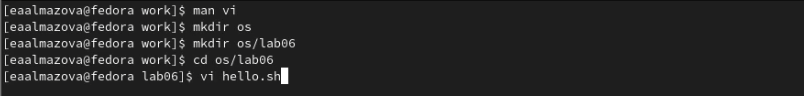 [eaalmazova@fedora work]$ man vi
[eaalmazova@fedora work]$ mkdir os
[eaalmazova@fedora work]$ mkdir os/lab06
[eaalmazova@fedora work]$ cd os/lab06
[eaalmazova@fedora lab06]$ vi hello.sh